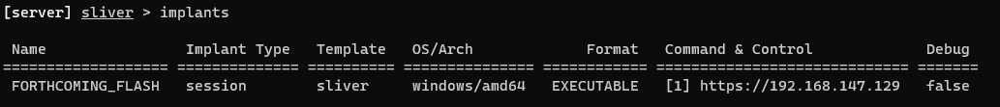 [server] sliver > implants
Name Implant Type Template OS/Arch Format Command & Control Debug
=================== ============== ========== =============== ============ ============================= =======
FORTHCOMING_FLASH session sliver windows/amd64 EXECUTABLE [1] https://192.168.147.129 false